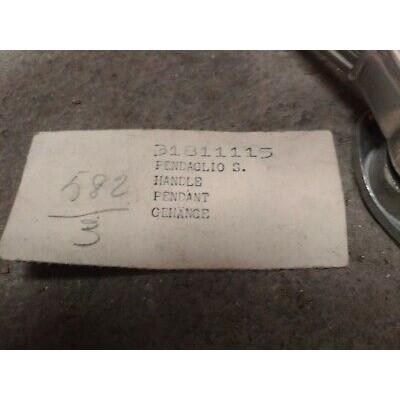 31811115
PENDAGLIO S.
HANDLE
PENDANT
GEHANGE
582
3